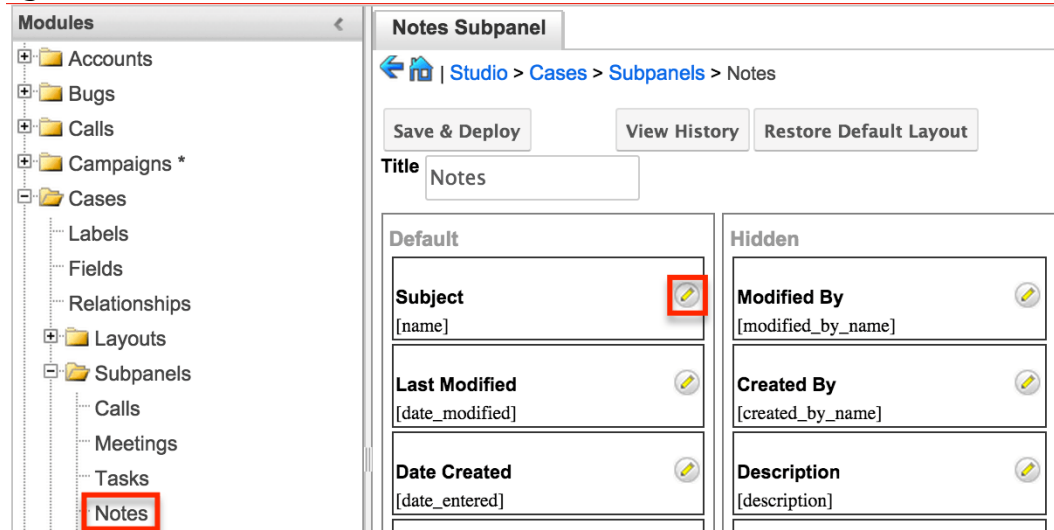 Modules
Accounts
Bugs
Calls
Campaigns *
Cases
Labels
Fields
Relationships
Layouts
Subpanels
Calls
Meetings
Tasks
Notes
Notes Subpanel
| Studio > Cases > Subpanels > Notes
Save & Deploy
View History
Restore Default Layout
Title
Notes
Default
Subject
[name]
Last Modified
[date_modified]
Date Created
[date_entered]
Hidden
Modified By
[modified_by_name]
Created By
[created_by_name]
Description
[description]